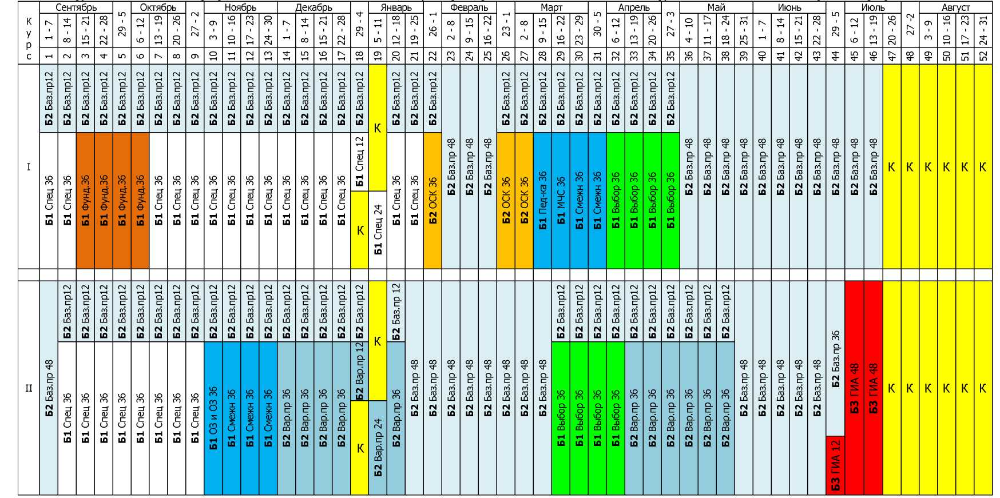 Сентябрь Октябрь Ноябрь Декабрь Январь Февраль Март Апрель Май Июнь Июль Август
Курс
1 - 7 8 - 14 15 - 21 22 - 28 29 - 5 6 - 12 13 - 19 20 - 26 27 - 2 3 - 9 10 - 16 17 - 23 24 - 30 1 - 7 8 - 14 15 - 21 22 - 28 29 - 4 5 - 11 12 - 18 19 - 25 26 - 1 2 - 8 9 - 15 16 - 22 23 - 1 2 - 8 9 - 15 16 - 22 23 - 29 30 - 5 6 - 12 13 - 19 20 - 26 27 - 3 4 - 10 11 - 17 18 - 24 25 - 31 1 - 7 8 - 14 15 - 21 22 - 28 29 - 5 6 - 12 13 - 19 20 - 26 27 -2 3 - 9 10 - 16 17 - 23 24 - 31
1 2 3 4 5 6 7 8 9 10 11 12 13 14 15 16 17 18 19 20 21 22 23 24 25 26 27 28 29 30 31 32 33 34 35 36 37 38 39 40 41 42 43 44 45 46 47 48 49 50 51 52
I
Б2 Баз.пр12
Б1 Спец 36
Б2 Баз.пр12
Б1 Спец 36
Б2 Баз.пр12
Б1 Фунд.36
Б2 Баз.пр12
Б1 Фунд.36
Б2 Баз.пр12
Б1 Фунд.36
Б2 Баз.пр12
Б1 Фунд.36
Б2 Баз.пр12
Б1 Спец 36
Б2 Баз.пр12
Б1 Спец 36
Б2 Баз.пр12
Б1 Спец 36
Б2 Баз.пр12
Б1 Спец 36
Б2 Баз.пр12
Б1 Спец 36
Б2 Баз.пр12
Б1 Спец 36
Б2 Баз.пр12
Б1 Спец 36
Б2 Баз.пр12
Б1 Спец 36
Б2 Баз.пр12
Б1 Спец 36
Б2 Баз.пр12
Б1 Спец 36
Б2 Баз.пр12
Б1 Спец 36
Б2 Баз.пр12
Б1 Спец 12
К
К
Б1 Спец 24
Б2 Баз.пр12
Б1 Спец 36
Б2 Баз.пр12
Б1 Спец 36
Б2 Баз.пр12
Б2 ОСК 36
Б2 Баз.пр 48
Б2 Баз.пр 48
Б2 Баз.пр 48
Б2 Баз.пр12
Б2 ОСК 36
Б2 Баз.пр12
Б2 ОСК 36
Б2 Баз.пр12
Б1 Пед-ка 36
Б2 Баз.пр12
Б1 МЧС 36
Б2 Баз.пр12
Б1 Смежн 36
Б2 Баз.пр12
Б1 Смежн 36
Б2 Баз.пр12
Б1 Выбор 36
Б2 Баз.пр12
Б1 Выбор 36
Б2 Баз.пр12
Б1 Выбор 36
Б2 Баз.пр12
Б1 Выбор 36
Б2 Баз.пр 48
Б2 Баз.пр 48
Б2 Баз.пр 48
Б2 Баз.пр 48
Б2 Баз.пр 48
Б2 Баз.пр 48
Б2 Баз.пр 48
Б2 Баз.пр 48
Б2 Баз.пр 48
Б2 Баз.пр 48
Б2 Баз.пр 48
К
К
К
К
К
К
II
Б2 Баз.пр 48
Б2 Баз.пр12
Б1 Спец 36
Б2 Баз.пр12
Б1 Спец 36
Б2 Баз.пр12
Б1 Спец 36
Б2 Баз.пр12
Б1 Спец 36
Б2 Баз.пр12
Б1 Спец 36
Б2 Баз.пр12
Б1 Спец 36
Б2 Баз.пр12
Б1 Спец 36
Б2 Баз.пр12
Б1 Спец 36
Б2 Баз.пр12
Б1 ОЗ и ОЗ 36
Б2 Баз.пр12
Б1 Смежн 36
Б2 Баз.пр12
Б1 Смежн 36
Б2 Баз.пр12
Б1 Смежн 36
Б2 Баз.пр12
Б2 Вар.пр 36
Б2 Баз.пр12
Б2 Вар.пр 36
Б2 Баз.пр12
Б2 Вар.пр 36
Б2 Баз.пр12
Б2 Вар.пр 36
Б2 Баз.пр12
Б2 Вар.пр 12
К
К
Б2 Вар.пр 24
Б2 Баз.пр 12
Б2 Вар.пр 36
Б2 Баз.пр 48
Б2 Баз.пр 48
Б2 Баз.пр 48
Б2 Баз.пр 48
Б2 Баз.пр 48
Б2 Баз.пр 48
Б2 Баз.пр 48
Б2 Баз.пр 48
Б2 Баз.пр12
Б1 Выбор 36
Б2 Баз.пр12
Б1 Выбор 36
Б2 Баз.пр12
Б1 Выбор 36
Б2 Баз.пр12
Б1 Выбор 36
Б2 Баз.пр12
Б2 Вар.пр 36
Б2 Баз.пр12
Б2 Вар.пр 36
Б2 Баз.пр12
Б2 Вар.пр 36
Б2 Баз.пр12
Б2 Вар.пр 36
Б2 Баз.пр12
Б2 Вар.пр 36
Б2 Баз.пр12
Б2 Вар.пр 36
Б2 Баз.пр 48
Б2 Баз.пр 48
Б2 Баз.пр 48
Б2 Баз.пр 48
Б2 Баз.пр 48
Б2 Баз.пр 36
Б3 ГИА 12
Б3 ГИА 48
Б3 ГИА 48
К
К
К
К
К
К